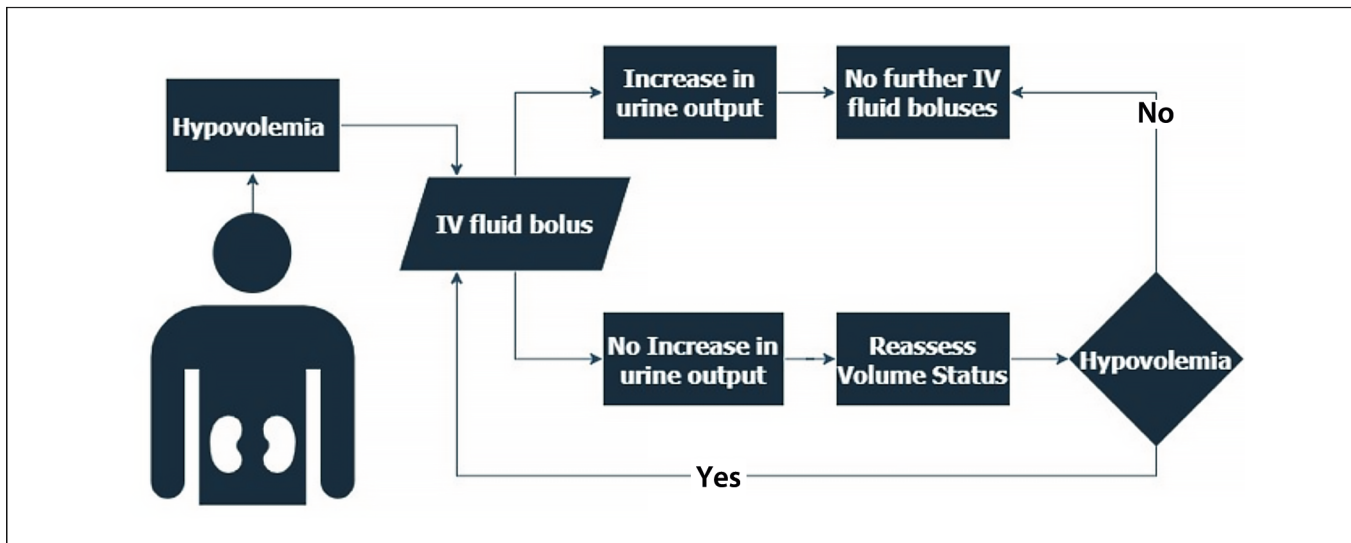 Hypovolemia
IV fluid bolus
Increase in
urine output
No further IV
fluid boluses
No
No Increase in
urine output
Reassess
Volume Status
Hypovolemia
Yes